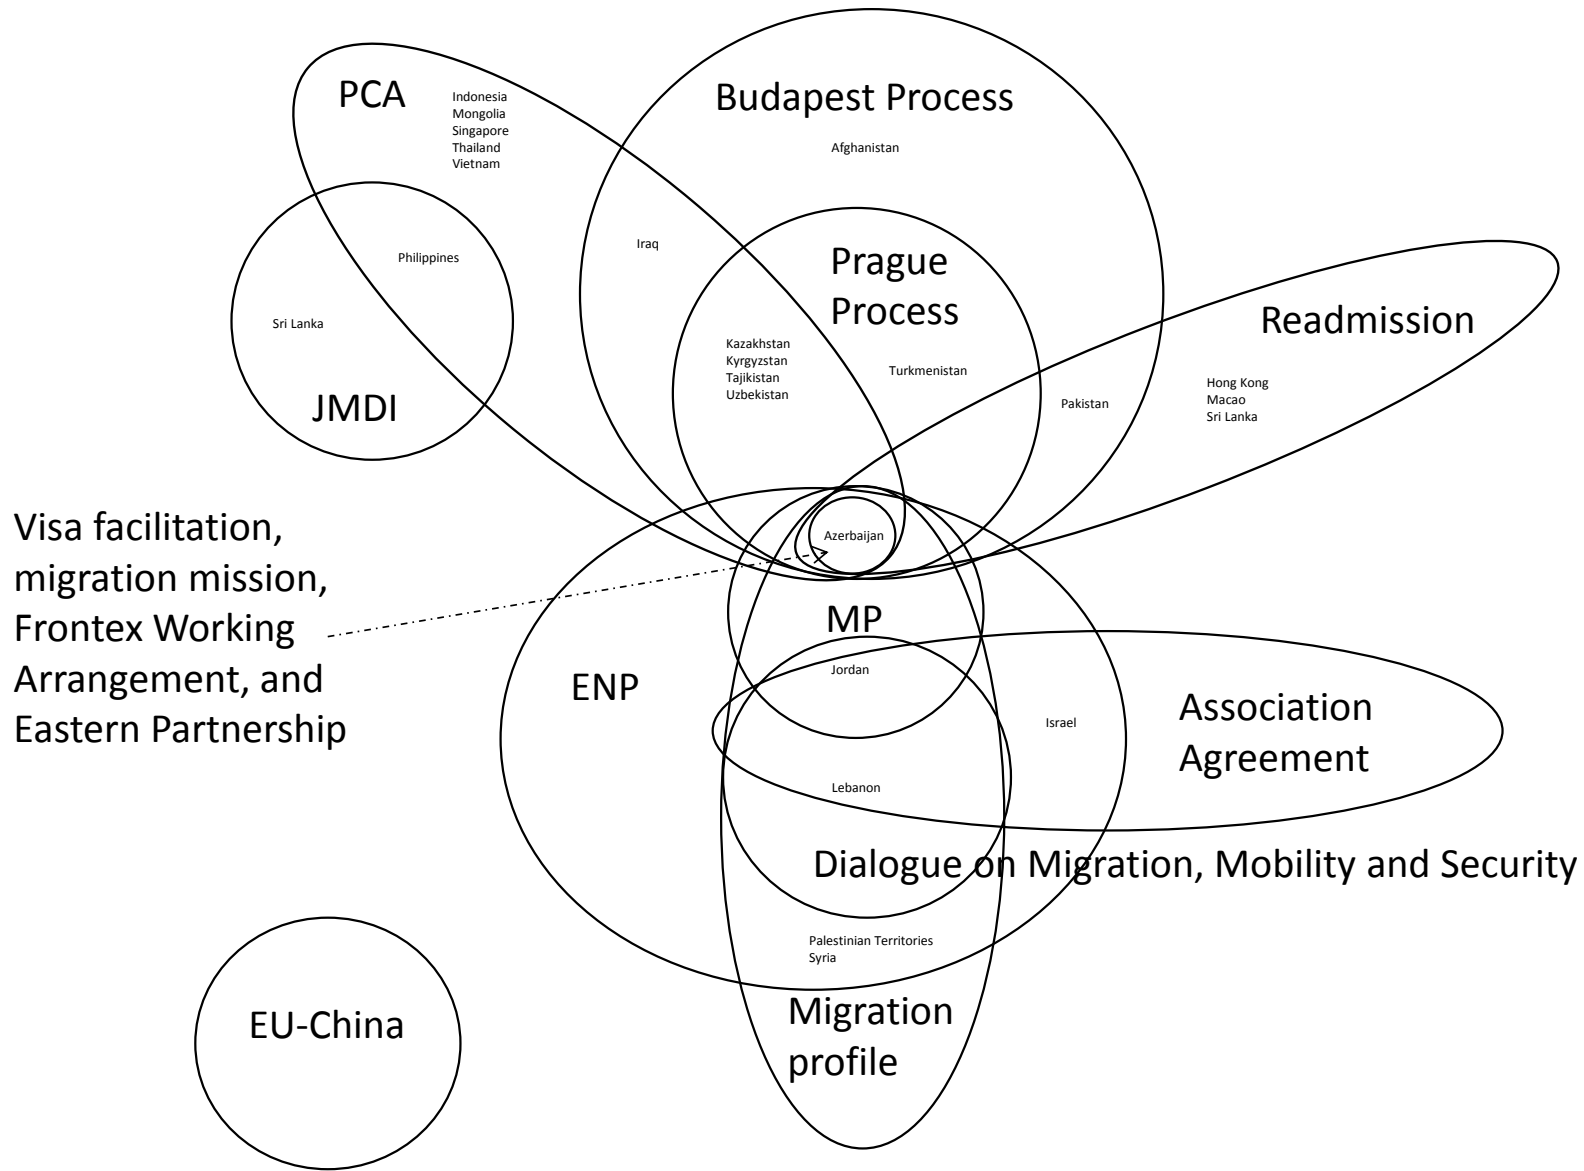 PCA
Indonesia
Mongolia
Singapore
Thailand
Vietnam
Budapest Process
Afghanistan
Iraq
Philippines
Sri Lanka
JMDI
Prague
Process
Kazakhstan
Kyrgyzstan
Tajikistan
Uzbekistan
Turkmenistan
Readmission
Pakistan
Hong Kong
Macao
Sri Lanka
Visa facilitation,
migration mission,
Frontex Working
Arrangement, and
Eastern Partnership
Azerbaijan
MP
ENP
Jordan
Israel
Association
Agreement
Lebanon
Dialogue on Migration, Mobility and Security
Palestinian Territories
Syria
Migration
profile
EU-China